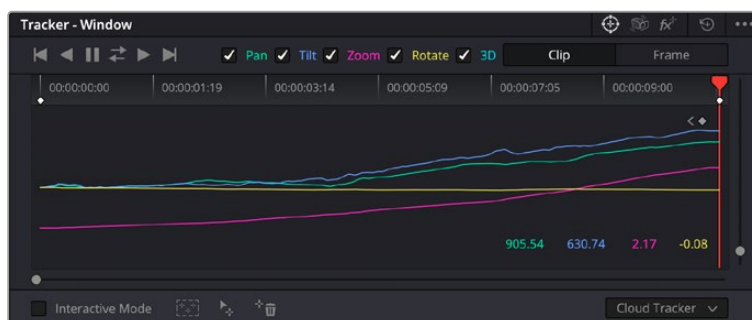 Tracker - Window
Pan Tilt Zoom Rotate 3D Clip Frame
00:00:00:00 00:00:01:19 00:00:03:14 00:00:05:09 00:00:07:05 00:00:09:00
905.54 630.74 2.17 -0.08
Interactive Mode Cloud Tracker